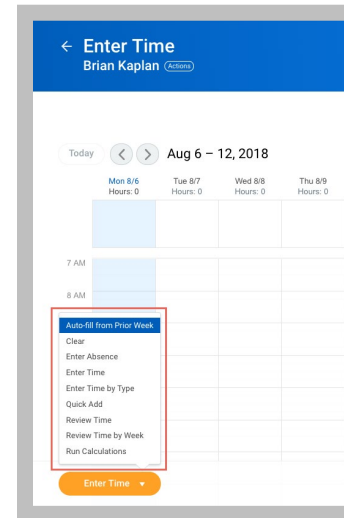 ← Enter Time
Brian Kaplan Actions
Today < > Aug 6 – 12, 2018
Mon 8/6 Tue 8/7 Wed 8/8 Thu 8/9
Hours: 0 Hours: 0 Hours: 0 Hours: 0
7 AM
8 AM
Auto-fill from Prior Week
Clear
Enter Absence
Enter Time
Enter Time by Type
Quick Add
Review Time
Review Time by Week
Run Calculations
Enter Time